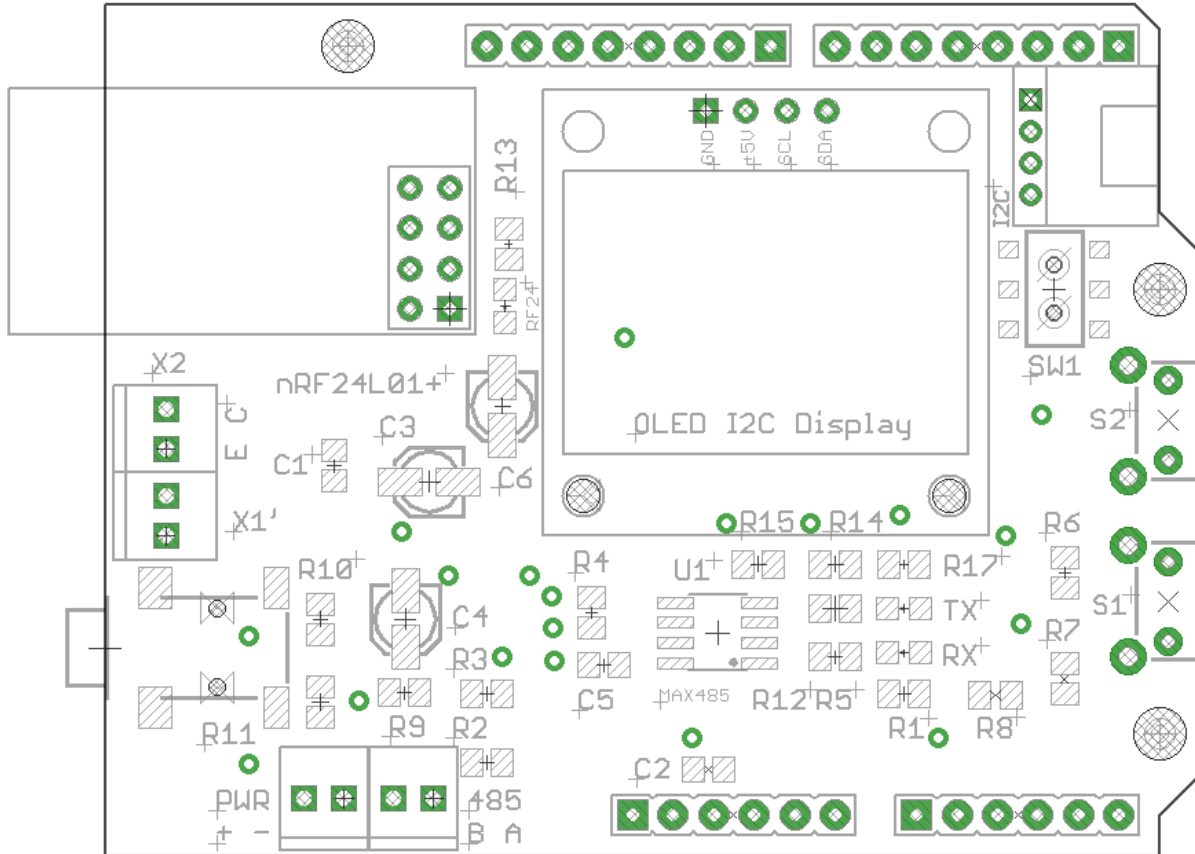 GND
+5V
SCL
SDA
R13
I2C
RF24
X2
nRF24L01+
SW1
E C
C3
OLED I2C Display
S2
C1
C6
X1'
R15
R14
R6
R10
R4
U1
R17
TX
S1
C4
RX
R7
R3
C5
MAX485
R12
R5
R11
R9
R2
R1
R8
C2
PWR
485
+ -
B A